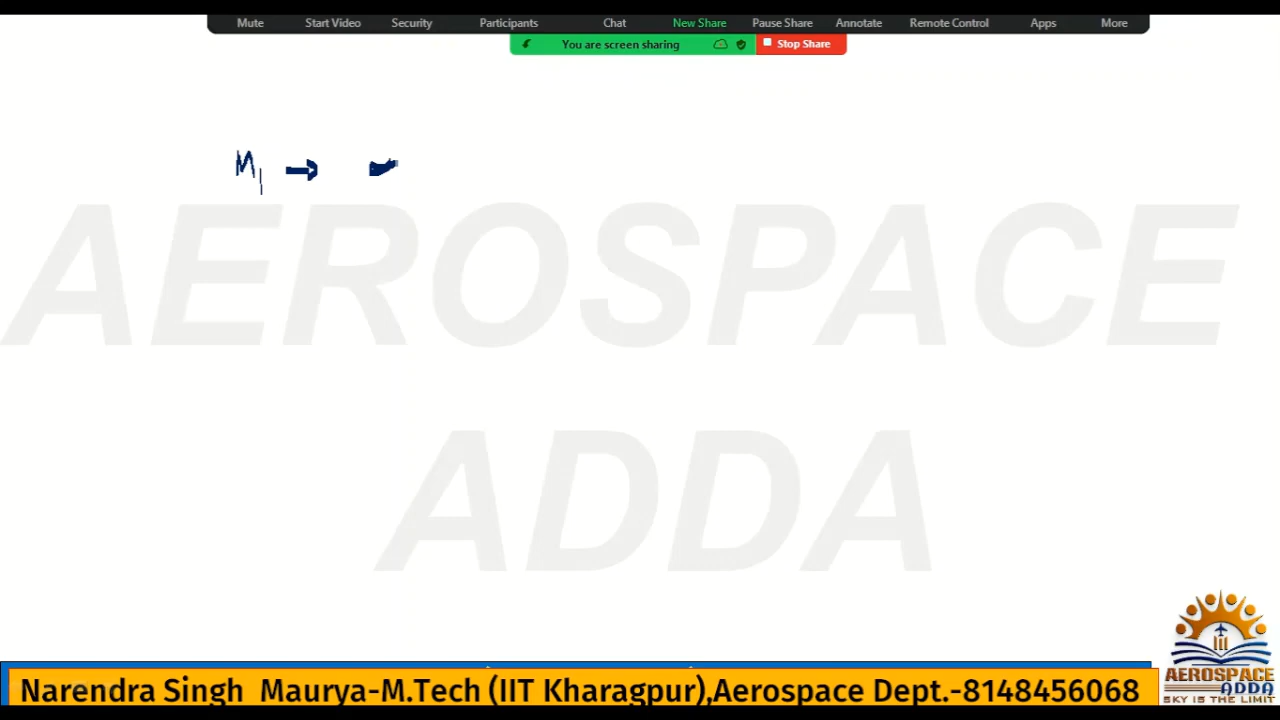 Mute Start Video Security Participants Chat New Share Pause Share Annotate Remote Control Apps More
You are screen sharing Stop Share
M₁ →
AEROSPACE
ADDA
Narendra Singh Maurya-M.Tech (IIT Kharagpur),Aerospace Dept.-8148456068
AEROSPACE
ADDA
SKY IS THE LIMIT